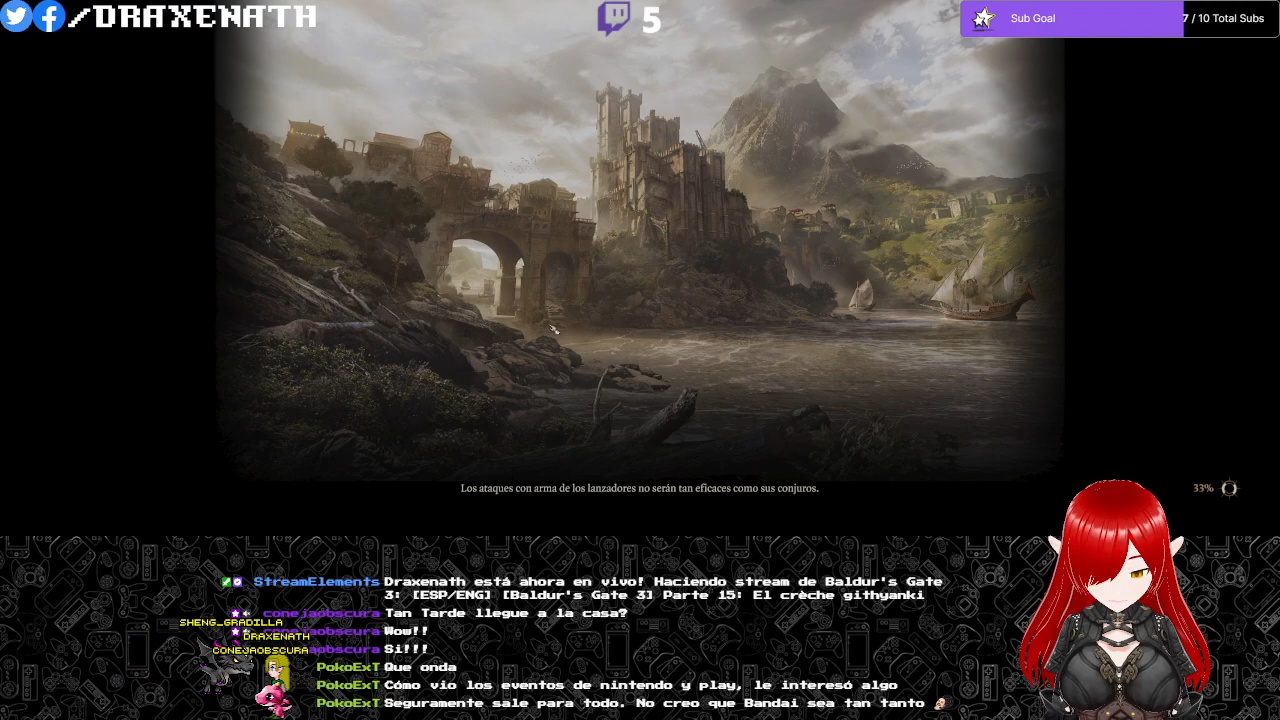 /DRAXENATH
5
Sub Goal
7 / 10 Total Subs
Los ataques con arma de los lanzadores no serán tan eficaces como sus conjuros.
33%
StreamElements Draxenath está ahora en vivo! Haciendo stream de Baldur's Gate
3: [ESP/ENG] [Baldur's Gate 3] Parte 15: El crèche githyanki
conejaobscura Tan Tarde llegue a la casa?
SHENG_GRADILLA
obscura Wow!!
DRAXENATH
obscura Si!!!
CONEJAOBSCURA
PokoExT Que onda
PokoExT Cómo vio los eventos de nintendo y play, le interesó algo
PokoExT Seguramente sale para todo. No creo que Bandai sea tan tanto